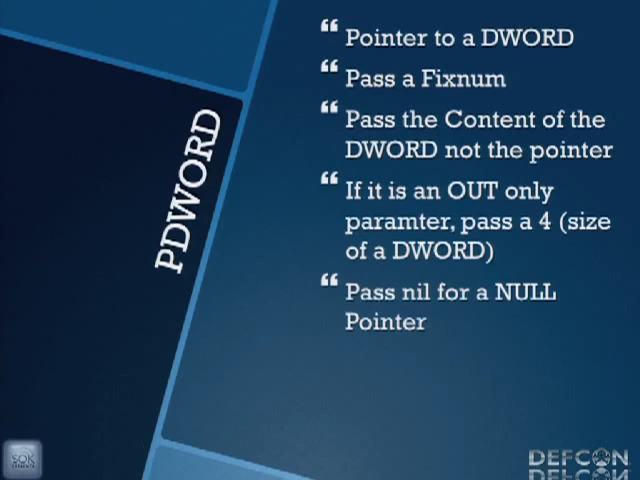 PDWORD
Pointer to a DWORD
Pass a Fixnum
Pass the Content of the
DWORD not the pointer
If it is an OUT only
paramter, pass a 4 (size
of a DWORD)
Pass nil for a NULL
Pointer
SOK
DEFCON